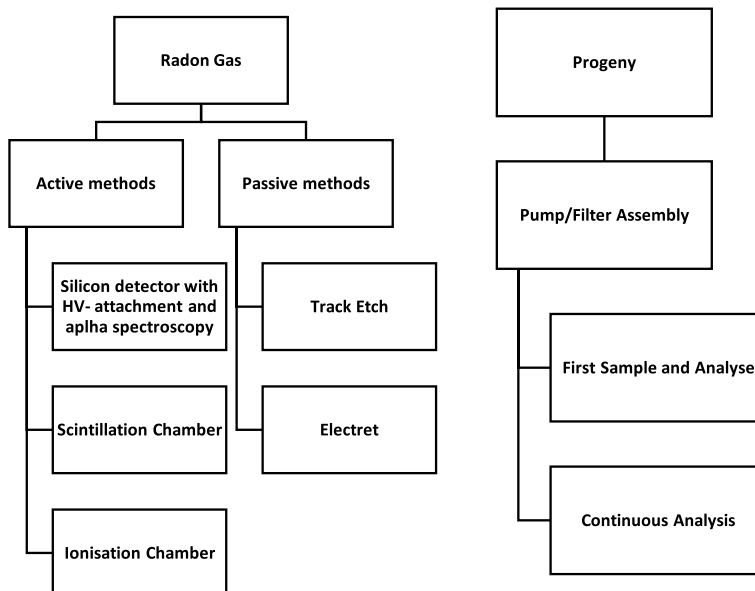 Radon Gas
Active methods
Passive methods
Silicon detector with
HV- attachment and
aplha spectroscopy
Track Etch
Scintillation Chamber
Electret
Ionisation Chamber
Progeny
Pump/Filter Assembly
First Sample and Analyse
Continuous Analysis